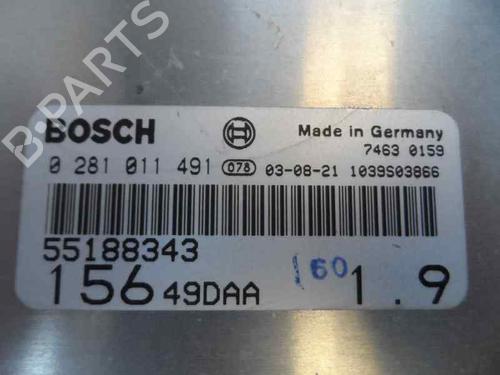 B-PARTS
BOSCH
Made in Germany
7463 0159
0 281 011 491 078 03-08-21 1039S03866
55188343
156 49DAA 160 1.9